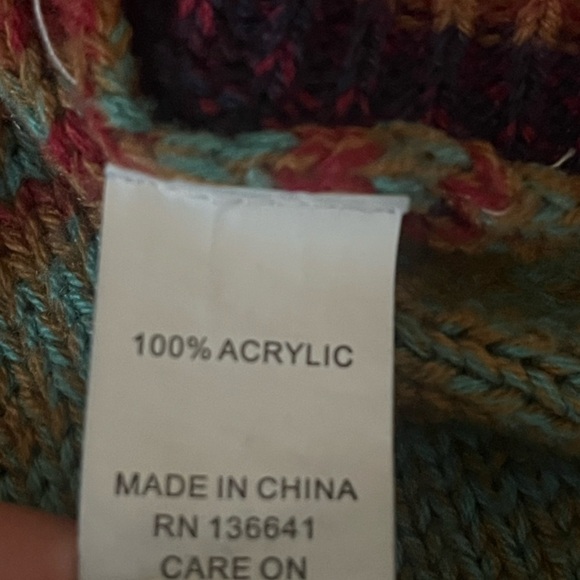 100% ACRYLIC
MADE IN CHINA
RN 136641
CARE ON